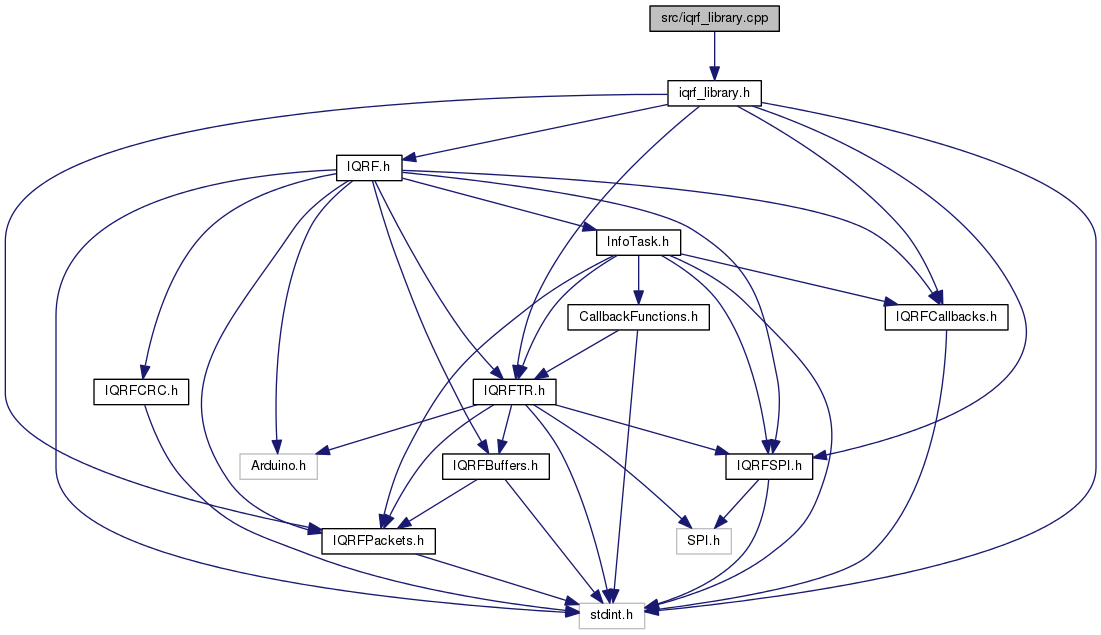 src/iqrf_library.cpp
iqrf_library.h
IQRF.h
InfoTask.h
CallbackFunctions.h
IQRFCallbacks.h
IQRFCRC.h
IQRFTR.h
Arduino.h
IQRFBuffers.h
IQRFSPI.h
IQRFPackets.h
SPI.h
stdint.h